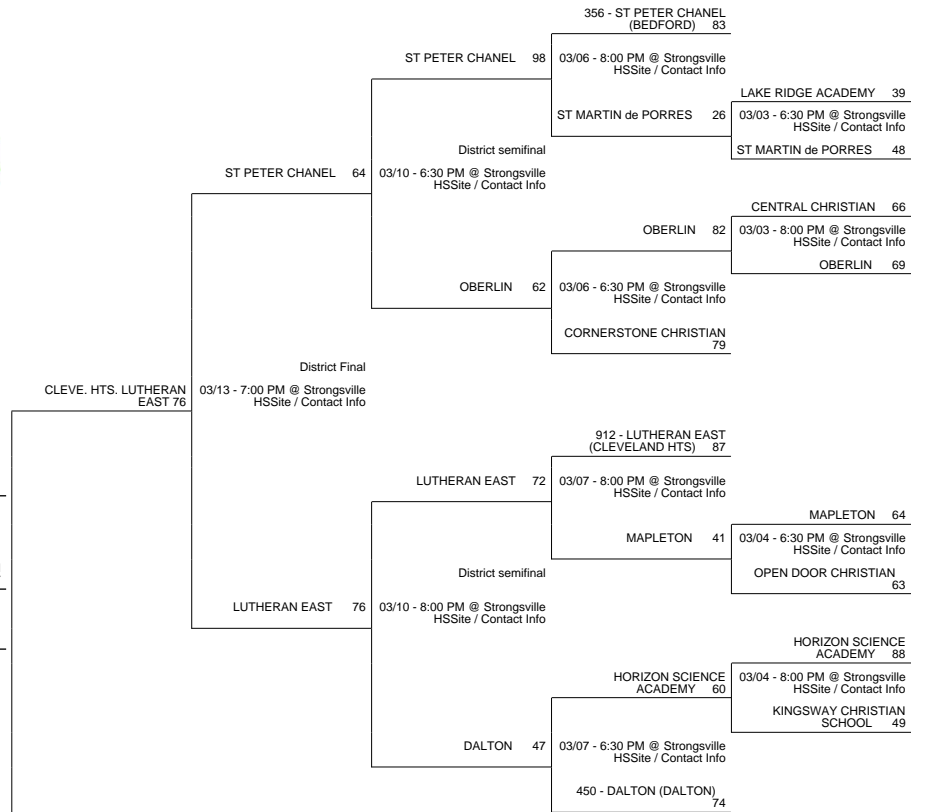 356 - ST PETER CHANEL
(BEDFORD) 83
ST PETER CHANEL 98
03/06 - 8:00 PM @ Strongsville
HSSite / Contact Info
LAKE RIDGE ACADEMY 39
ST MARTIN de PORRES 26
03/03 - 6:30 PM @ Strongsville
HSSite / Contact Info
ST MARTIN de PORRES 48
District semifinal
ST PETER CHANEL 64
03/10 - 6:30 PM @ Strongsville
HSSite / Contact Info
CENTRAL CHRISTIAN 66
OBERLIN 82
03/03 - 8:00 PM @ Strongsville
HSSite / Contact Info
OBERLIN 69
OBERLIN 62
03/06 - 6:30 PM @ Strongsville
HSSite / Contact Info
CORNERSTONE CHRISTIAN
79
District Final
CLEVE. HTS. LUTHERAN
EAST 76
03/13 - 7:00 PM @ Strongsville
HSSite / Contact Info
912 - LUTHERAN EAST
(CLEVELAND HTS) 87
LUTHERAN EAST 72
03/07 - 8:00 PM @ Strongsville
HSSite / Contact Info
MAPLETON 64
MAPLETON 41
03/04 - 6:30 PM @ Strongsville
HSSite / Contact Info
OPEN DOOR CHRISTIAN
63
District semifinal
LUTHERAN EAST 76
03/10 - 8:00 PM @ Strongsville
HSSite / Contact Info
HORIZON SCIENCE
ACADEMY 88
HORIZON SCIENCE
ACADEMY 60
03/04 - 8:00 PM @ Strongsville
HSSite / Contact Info
KINGSWAY CHRISTIAN
SCHOOL 49
DALTON 47
03/07 - 6:30 PM @ Strongsville
HSSite / Contact Info
450 - DALTON (DALTON)
74